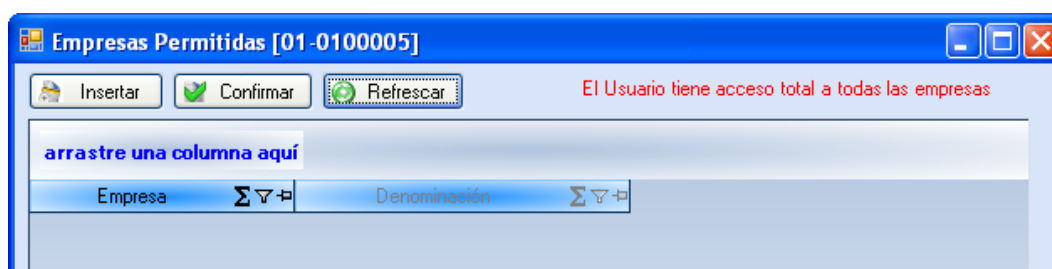 Empresas Permitidas [01-0100005]
Insertar Confirmar Refrescar El Usuario tiene acceso total a todas las empresas
arrastre una columna aquí
Empresa Σ Denominación Σ